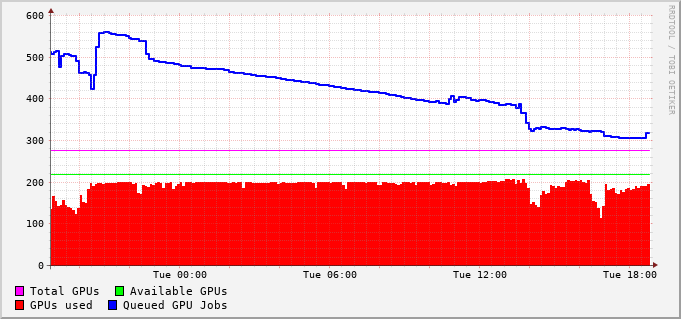 600
500
400
300
200
100
0
Tue 00:00 Tue 06:00 Tue 12:00 Tue 18:00
Total GPUs Available GPUs
GPUs used Queued GPU Jobs
RRDTOOL / TOBI OETIKER